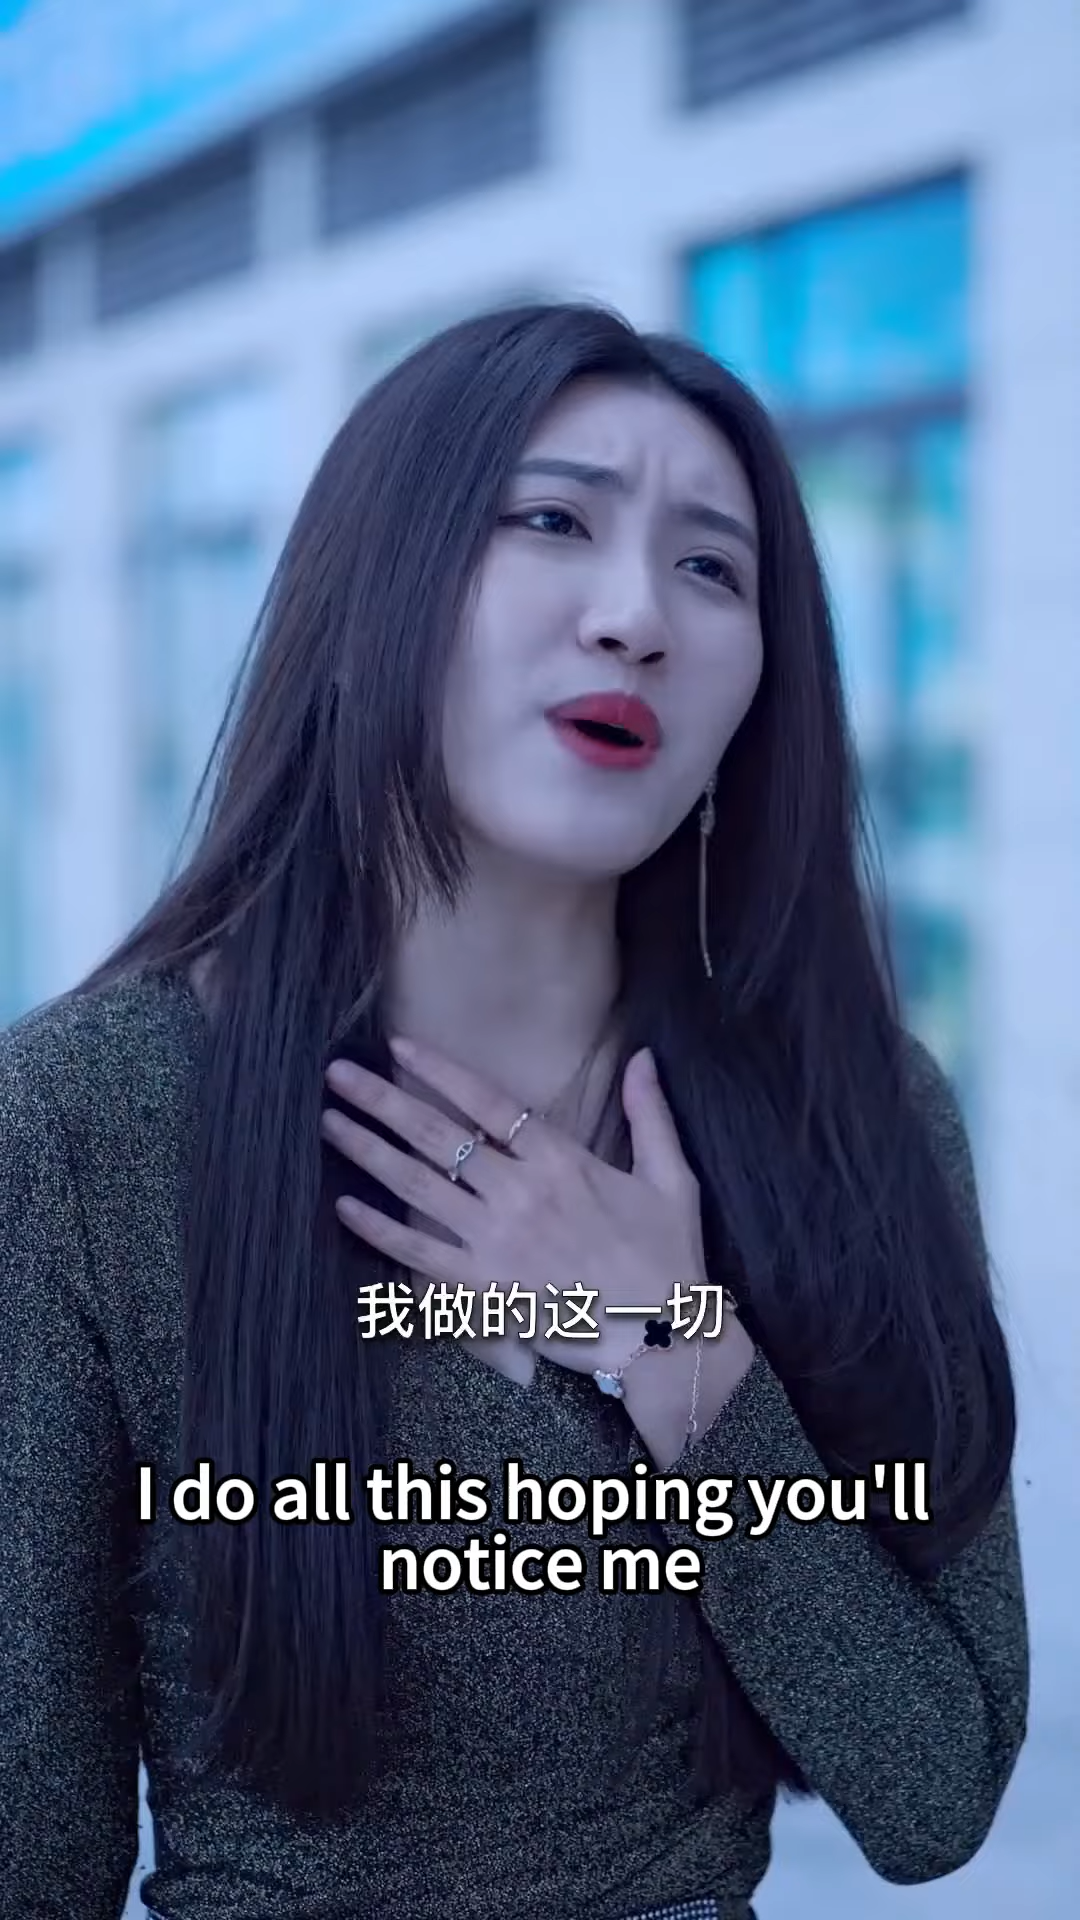 我做的这一切
I do all this hoping you'll
notice me